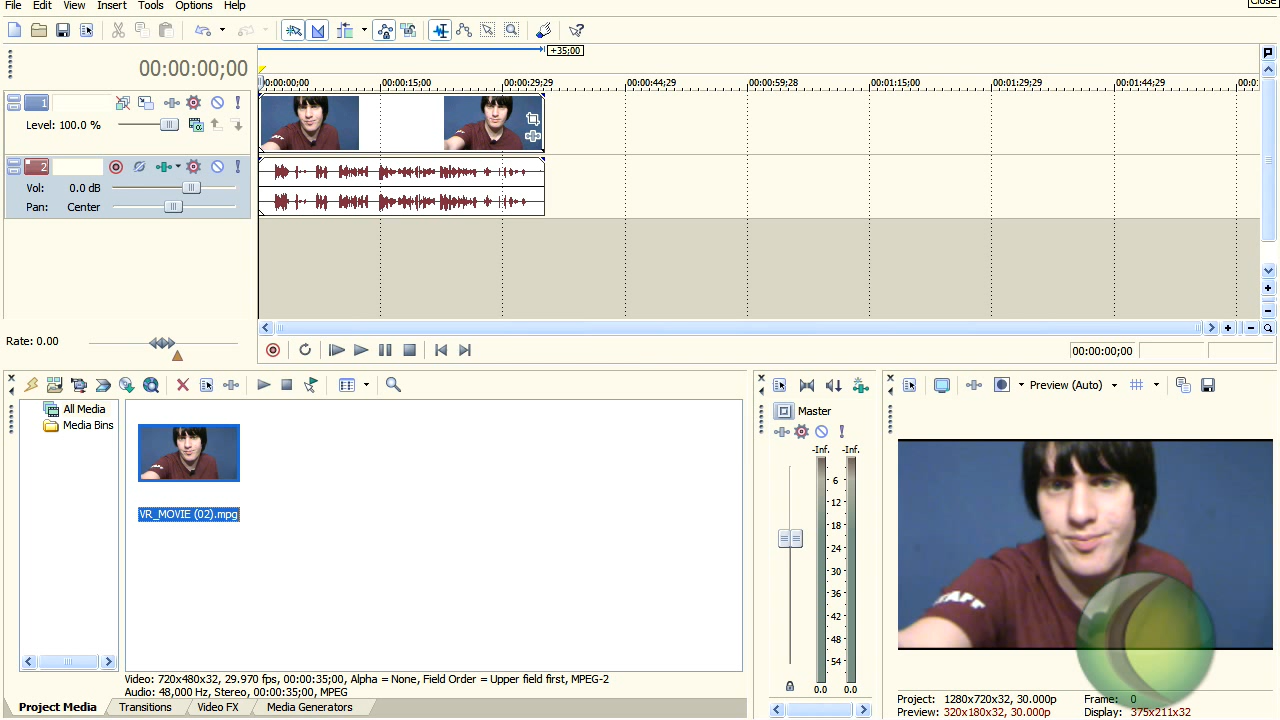 Close
File Edit View Insert Tools Options Help
+35;00
00:00:00;00
00:00:00;00 00:00:15;00 00:00:29;29 00:00:44;29 00:00:59;28 00:01:15;00 00:01:29;29 00:01:44;29 00:0
1
Level: 100.0 %
2
Vol: 0.0 dB
Pan: Center
Rate: 0.00
00:00:00;00
Preview (Auto)
All Media
Media Bins
VR_MOVIE (02).mpg
Master
-Inf. -Inf.
6
12
18
24
30
36
42
48
54
0.0 0.0
STAFF
Video: 720x480x32, 29.970 fps, 00:00:35;00, Alpha = None, Field Order = Upper field first, MPEG-2
Audio: 48,000 Hz, Stereo, 00:00:35;00, MPEG
Project Media Transitions Video FX Media Generators
Project: 1280x720x32, 30.000p Frame: 0
Preview: 320x180x32, 30.000p Display: 375x211x32